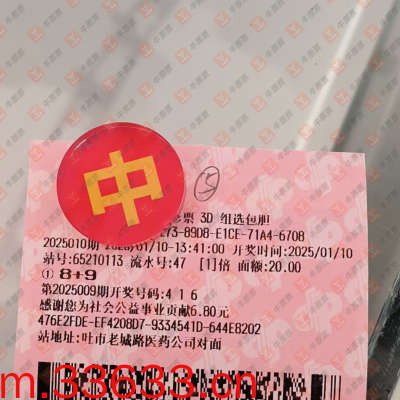 中
5
票 3D 组选包胆
73-89D8-E1CE-71A4-6708
2025010期 2025/01/10-13:41:00 开奖时间:2025/01/10
站号:65210113 流水号:47 [1]倍 面额:20.00
① 8+9
第2025009期开奖号码:4 1 6
感谢您为社会公益事业贡献6.80元
476E2FDE-EF4208D7-9334541D-644E8202
站地址:吐市老城路医药公司对面
m.33633.cn